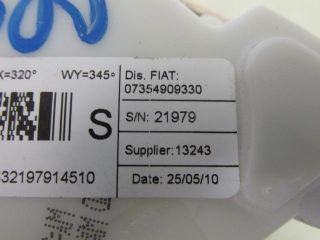 X=320° WY=345°
Dis. FIAT:
07354909330
S
S/N: 21979
Supplier: 13243
32197914510
Date: 25/05/10